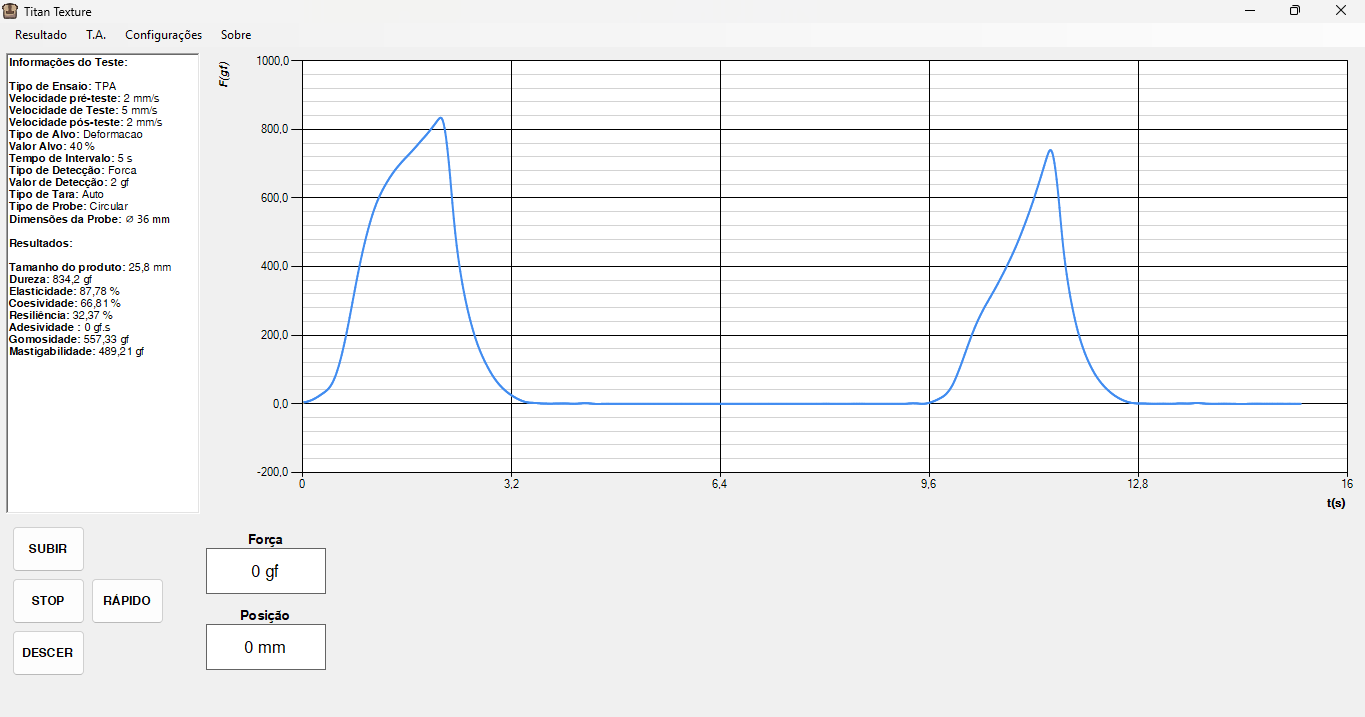 Titan Texture
Resultado T.A. Configurações Sobre
Informações do Teste:
Tipo de Ensaio: TPA
Velocidade pré-teste: 2 mm/s
Velocidade de Teste: 5 mm/s
Velocidade pós-teste: 2 mm/s
Tipo de Alvo: Deformacao
Valor Alvo: 40 %
Tempo de Intervalo: 5 s
Tipo de Detecção: Forca
Valor de Detecção: 2 gf
Tipo de Tara: Auto
Tipo de Probe: Circular
Dimensões da Probe: ∅ 36 mm
Resultados:
Tamanho do produto: 25,8 mm
Dureza: 834,2 gf
Elasticidade: 87,78 %
Coesividade: 66,81 %
Resiliência: 32,37 %
Adesividade : 0 gf.s
Gomosidade: 557,33 gf
Mastigabilidade: 489,21 gf
F(gf)
1000,0
800,0
600,0
400,0
200,0
0,0
-200,0
0 3,2 6,4 9,6 12,8 16
t(s)
SUBIR
STOP RÁPIDO
DESCER
Força
0 gf
Posição
0 mm